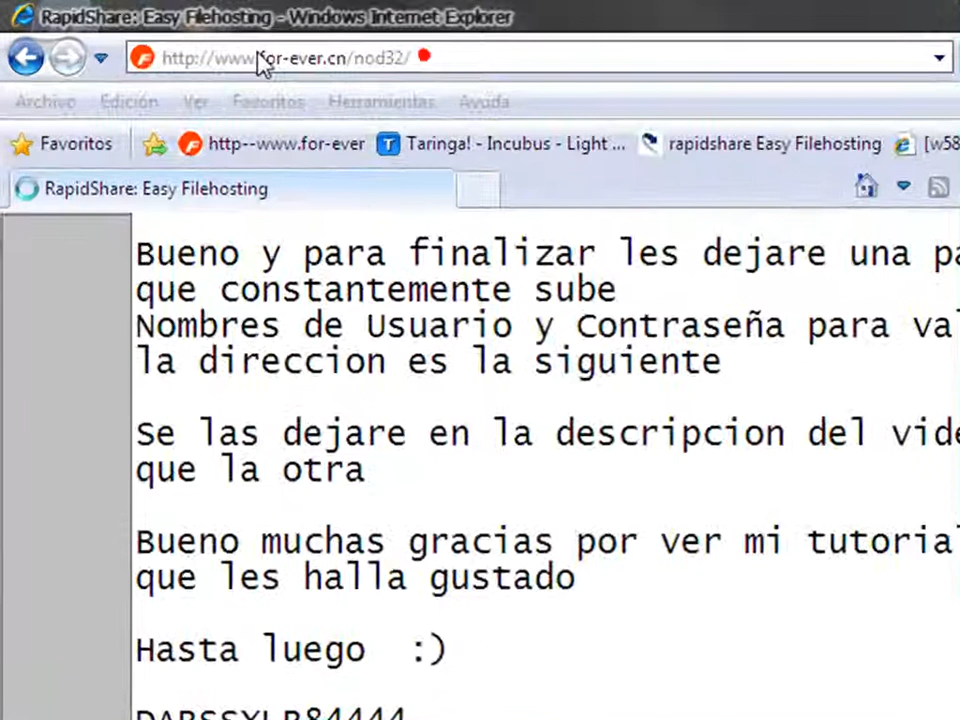 RapidShare: Easy Filehosting - Windows Internet Explorer
http://www.for-ever.cn/nod32/
Archivo Edición Ver Favoritos Herramientas Ayuda
Favoritos http--www.for-ever Taringa! - Incubus - Light ... rapidshare Easy Filehosting [w58
RapidShare: Easy Filehosting
Bueno y para finalizar les dejare una pa
que constantemente sube
Nombres de Usuario y Contraseña para val
la direccion es la siguiente
Se las dejare en la descripcion del vide
que la otra
Bueno muchas gracias por ver mi tutorial
que les halla gustado
Hasta luego :)